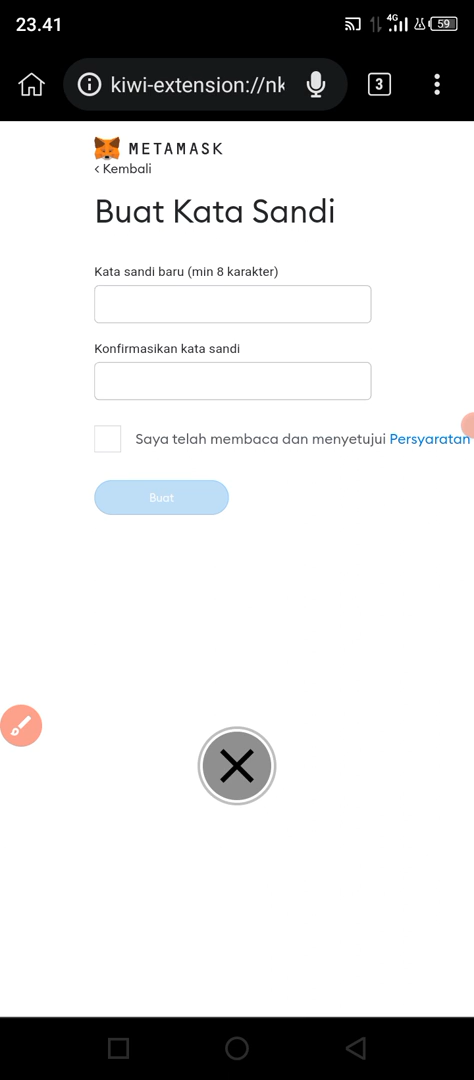 23.41
4G
59
kiwi-extension://nk
3
METAMASK
‹ Kembali
Buat Kata Sandi
Kata sandi baru (min 8 karakter)
Konfirmasikan kata sandi
Saya telah membaca dan menyetujui Persyaratan
Buat